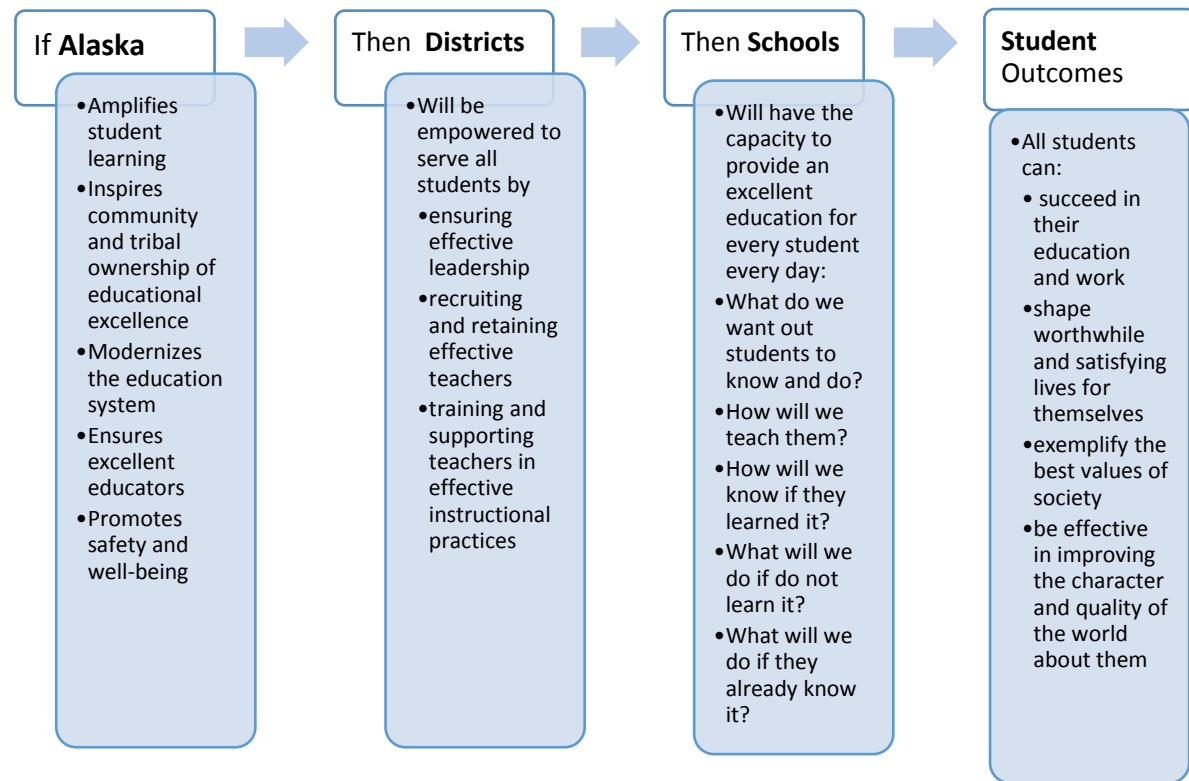 If Alaska
•Amplifies
student
learning
•Inspires
community
and tribal
ownership of
educational
excellence
•Modernizes
the education
system
•Ensures
excellent
educators
•Promotes
safety and
well-being
Then Districts
•Will be
empowered to
serve all
students by
•ensuring
effective
leadership
•recruiting
and retaining
effective
teachers
•training and
supporting
teachers in
effective
instructional
practices
Then Schools
•Will have the
capacity to
provide an
excellent
education for
every student
every day:
•What do we
want out
students to
know and do?
•How will we
teach them?
•How will we
know if they
learned it?
•What will we
do if do not
learn it?
•What will we
do if they
already know
it?
Student
Outcomes
•All students
can:
• succeed in
their
education
and work
•shape
worthwhile
and satisfying
lives for
themselves
•exemplify the
best values of
society
•be effective
in improving
the character
and quality of
the world
about them